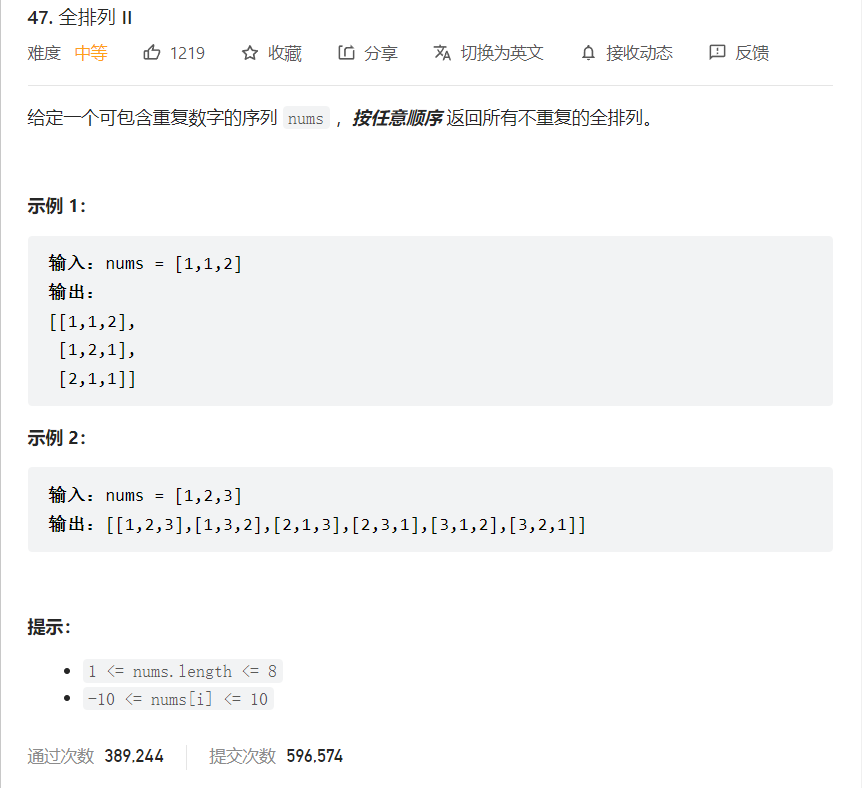 47. 全排列 II
难度 中等 1219 收藏 分享 切换为英文 接收动态 反馈
给定一个可包含重复数字的序列 nums ，按任意顺序 返回所有不重复的全排列。
示例 1：
输入：nums = [1,1,2]
输出：
[[1,1,2],
 [1,2,1],
 [2,1,1]]
示例 2：
输入：nums = [1,2,3]
输出：[[1,2,3],[1,3,2],[2,1,3],[2,3,1],[3,1,2],[3,2,1]]
提示：
• 1 <= nums.length <= 8
• -10 <= nums[i] <= 10
通过次数 389,244 提交次数 596,574